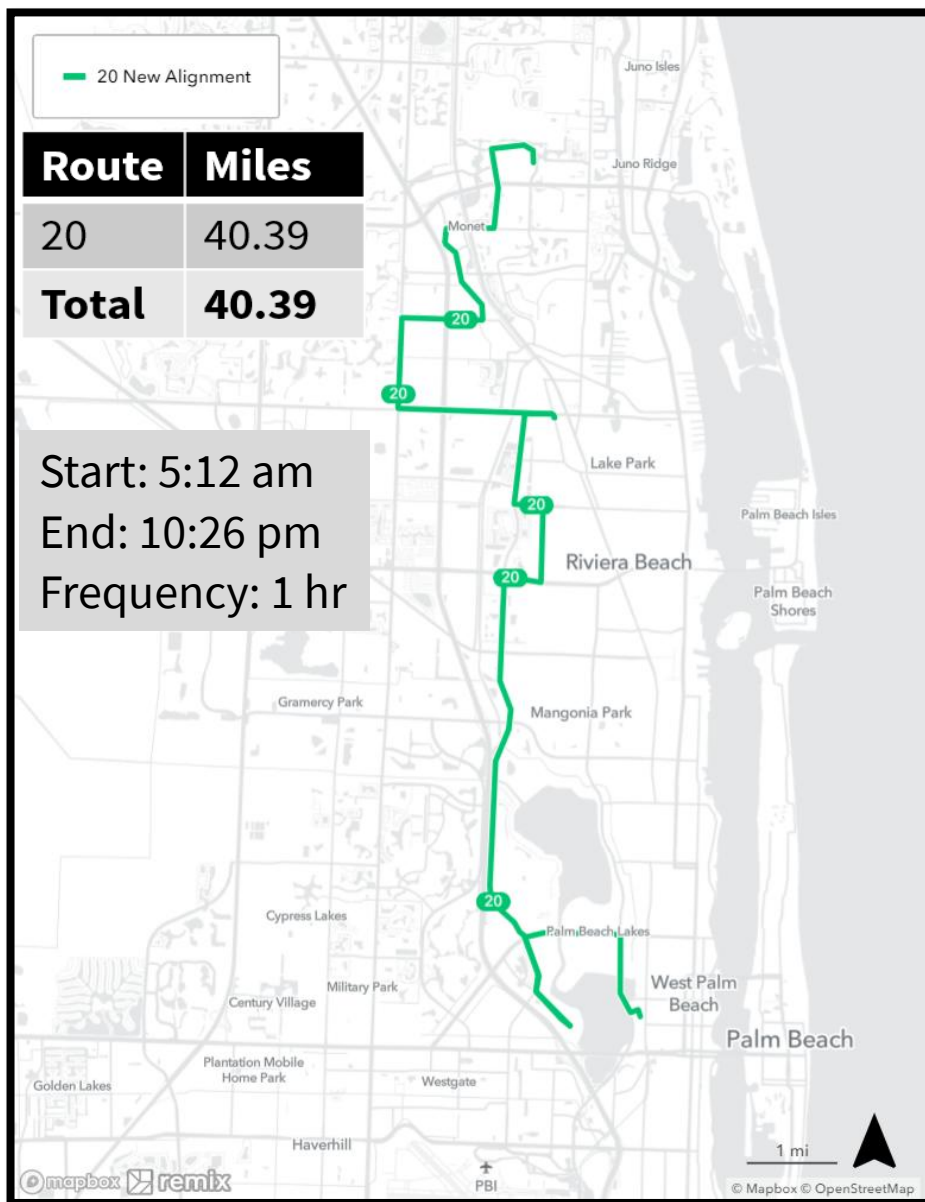 20 New Alignment
Route Miles
20 40.39
Total 40.39
Start: 5:12 am
End: 10:26 pm
Frequency: 1 hr
Juno Isles
Juno Ridge
Monet
20
20
Lake Park
20
Palm Beach Isles
Riviera Beach
20
Palm Beach
Shores
Gramercy Park
Mangonia Park
20
Cypress Lakes
Palm Beach Lakes
Military Park
West Palm
Beach
Century Village
Palm Beach
Plantation Mobile
Home Park
Golden Lakes
Westgate
Haverhill
1 mi
PBI
mapbox remix
© Mapbox © OpenStreetMap